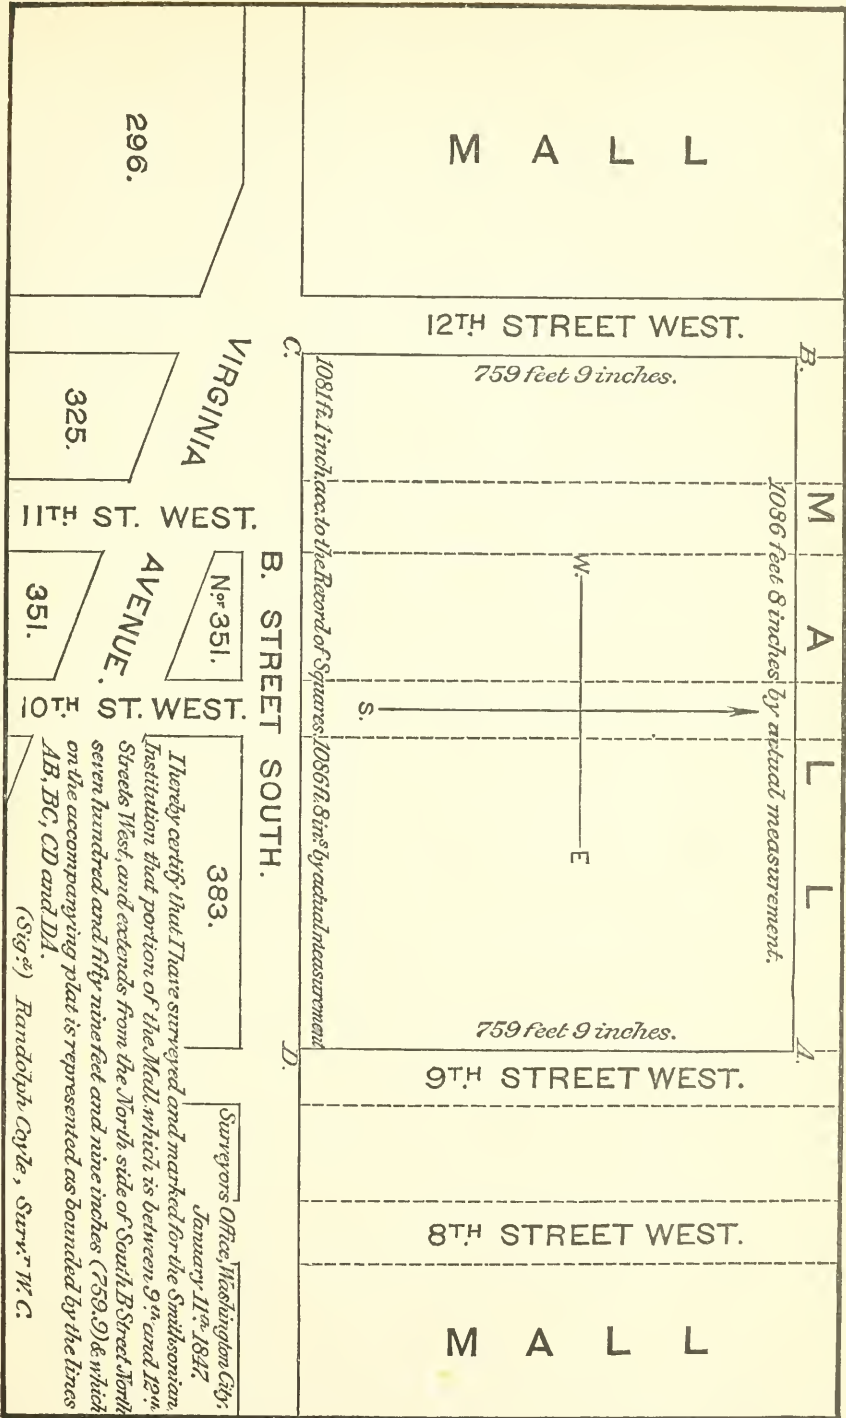 MALL
296.
12TH STREET WEST.
B.
C.
759 feet 9 inches.
VIRGINIA
AVENUE.
325.
11TH ST. WEST.
MALL
1086 feet 8 inches by actual measurement.
W.
E
S.
1081 ft. 1 inch. acc. to the Record of Squares. 1086 ft. 8 ins. by actual measurement
B. STREET SOUTH.
No of 351.
351.
10TH ST. WEST.
383.
759 feet 9 inches.
A.
D.
9TH STREET WEST.
8TH STREET WEST.
MALL
Surveyors Office, Washington City,
January 11th 1847.
I hereby certify that I have surveyed and marked for the Smithsonian
Institution that portion of the Mall which is between 9th and 12th
Streets West, and extends from the North side of South B Street North
seven hundred and fifty nine feet and nine inches (759.9) & which
on the accompanying plat is represented as bounded by the lines
AB, BC, CD and DA.
(Sigd) Randolph Coyle, Survr W. C.